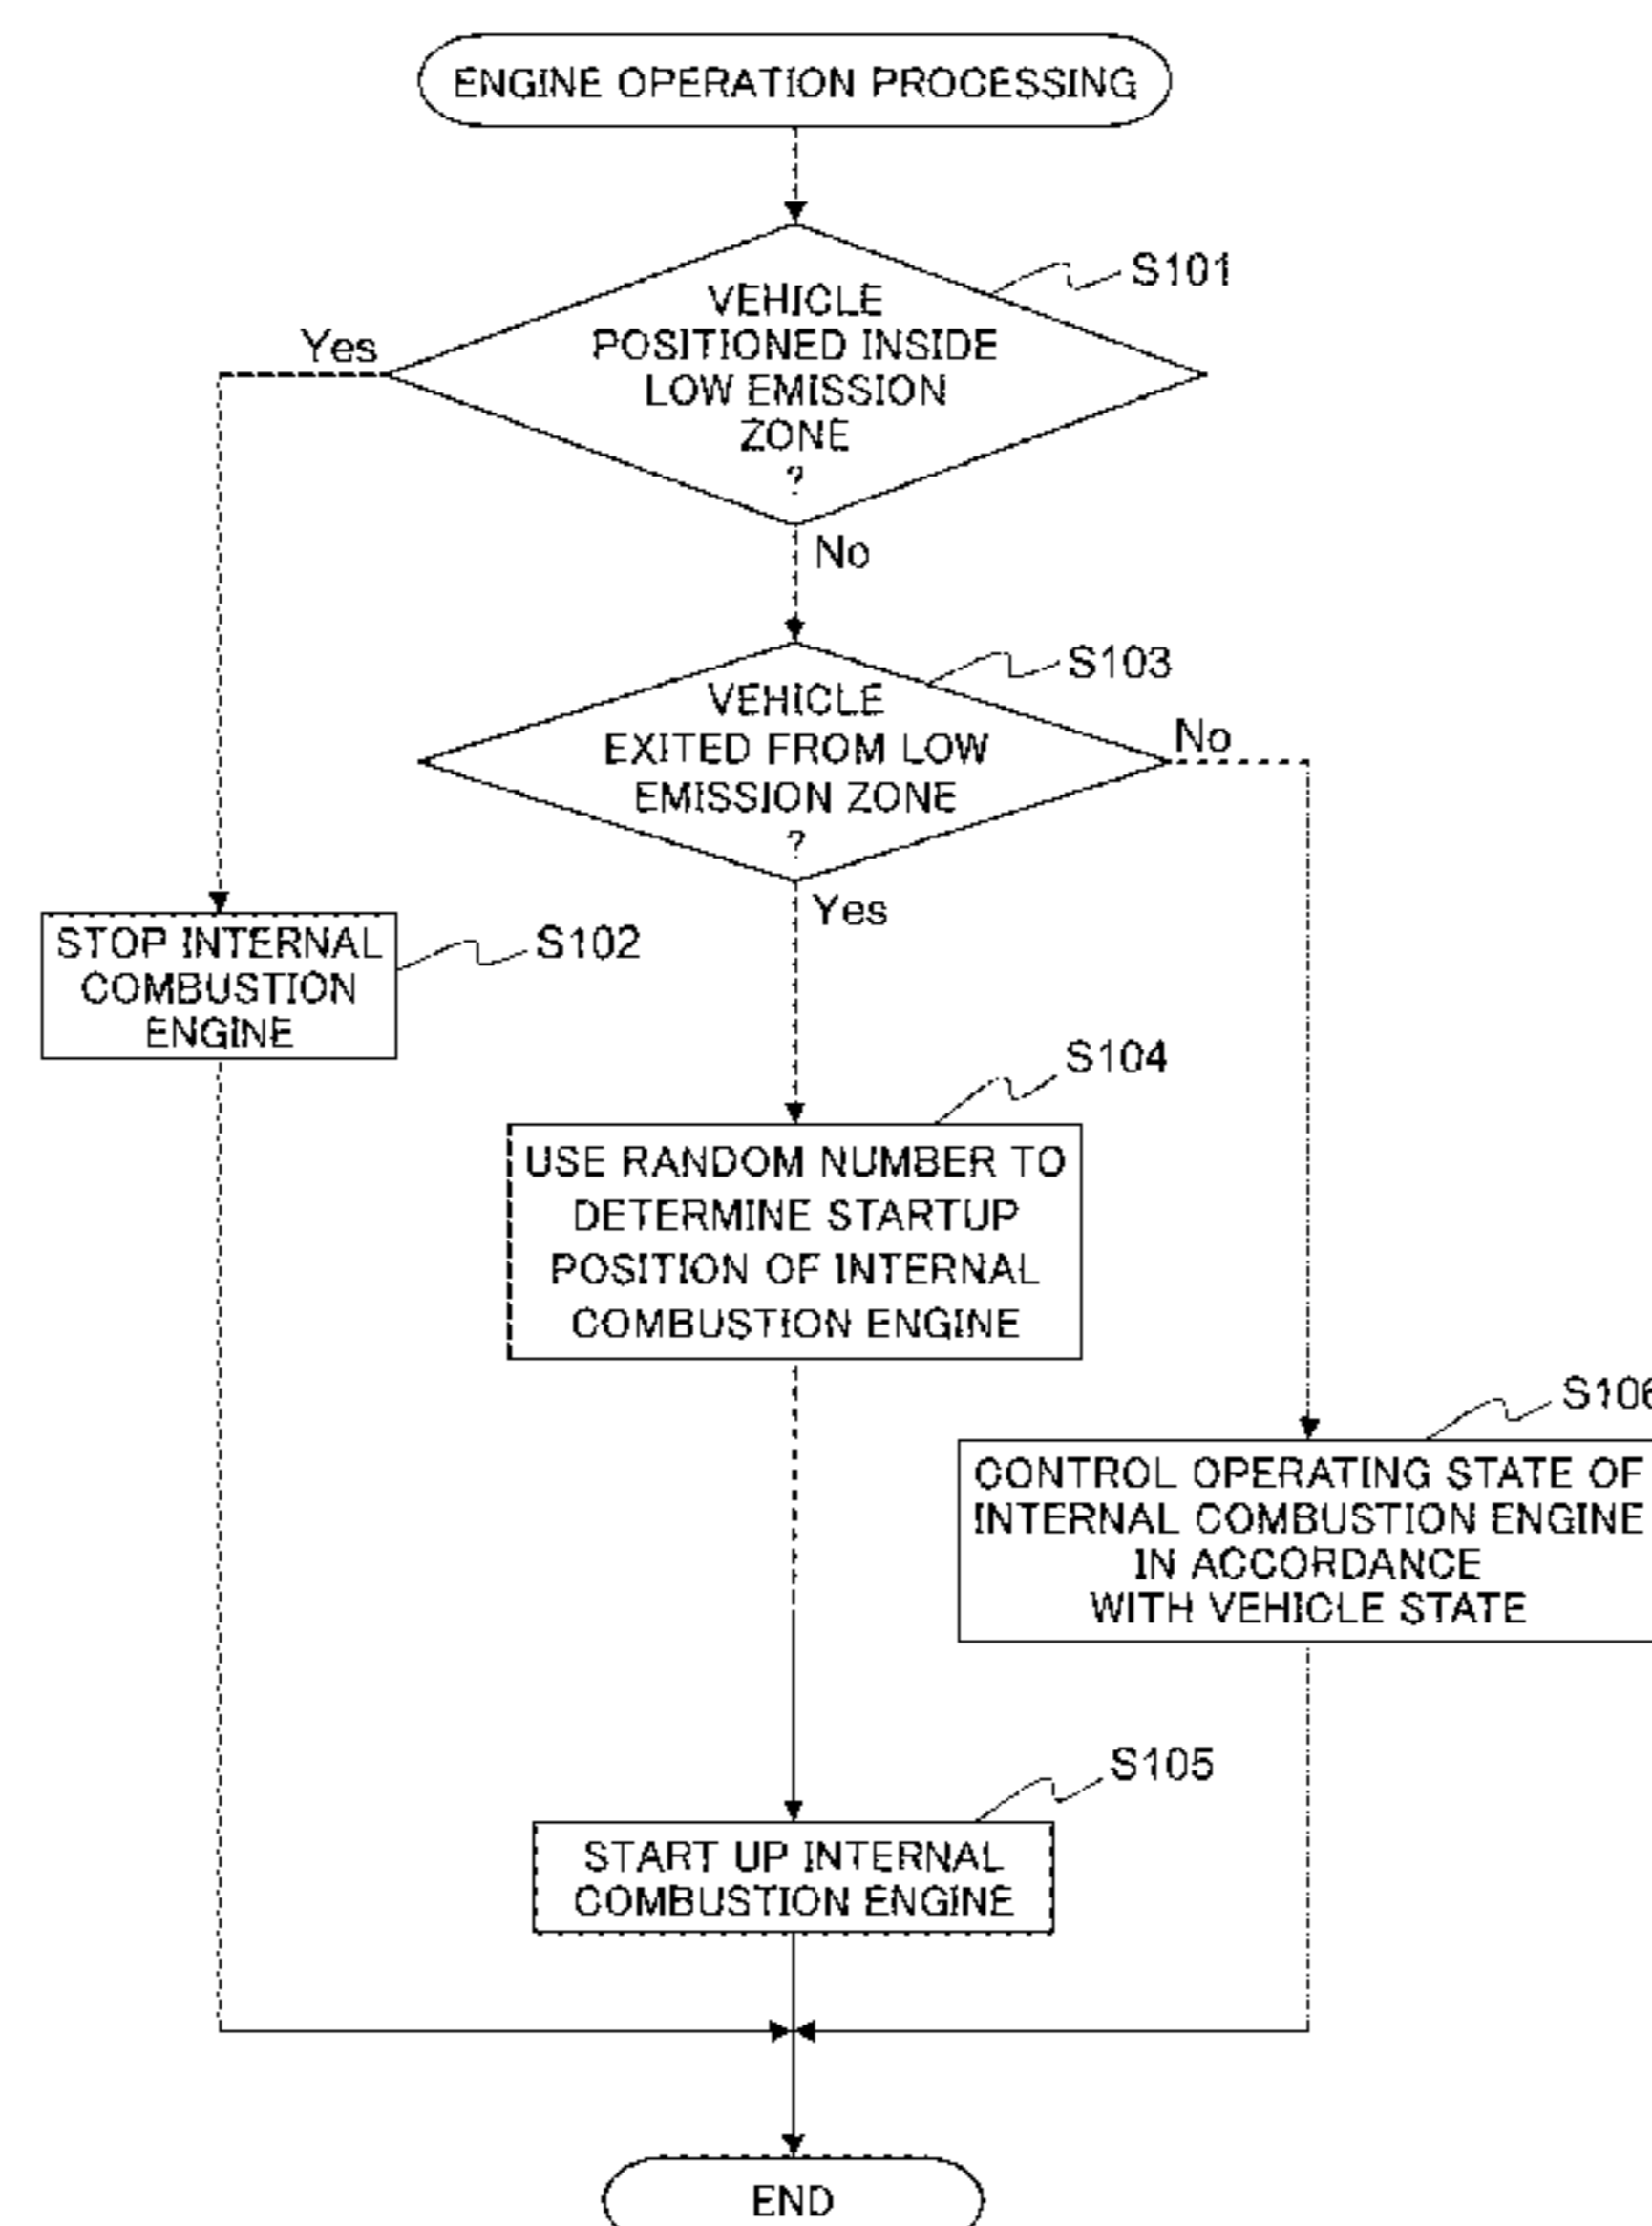 ENGINE OPERATION PROCESSING
S101
VEHICLE
POSITIONED INSIDE
LOW EMISSION
ZONE
?
Yes
No
S103
VEHICLE
EXITED FROM LOW
EMISSION ZONE
?
No
Yes
S102
STOP INTERNAL
COMBUSTION
ENGINE
S104
USE RANDOM NUMBER TO
DETERMINE STARTUP
POSITION OF INTERNAL
COMBUSTION ENGINE
S106
CONTROL OPERATING STATE OF
INTERNAL COMBUSTION ENGINE
IN ACCORDANCE
WITH VEHICLE STATE
S105
START UP INTERNAL
COMBUSTION ENGINE
END